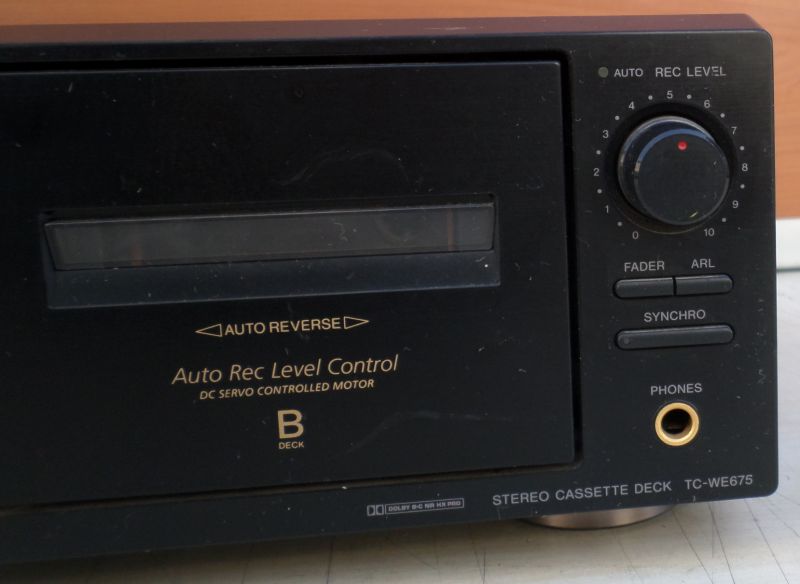 AUTO REC LEVEL
0 1 2 3 4 5 6 7 8 9 10
FADER ARL
SYNCHRO
PHONES
AUTO REVERSE
Auto Rec Level Control
DC SERVO CONTROLLED MOTOR
B
DECK
DOLBY B·C NR HX PRO
STEREO CASSETTE DECK TC-WE675